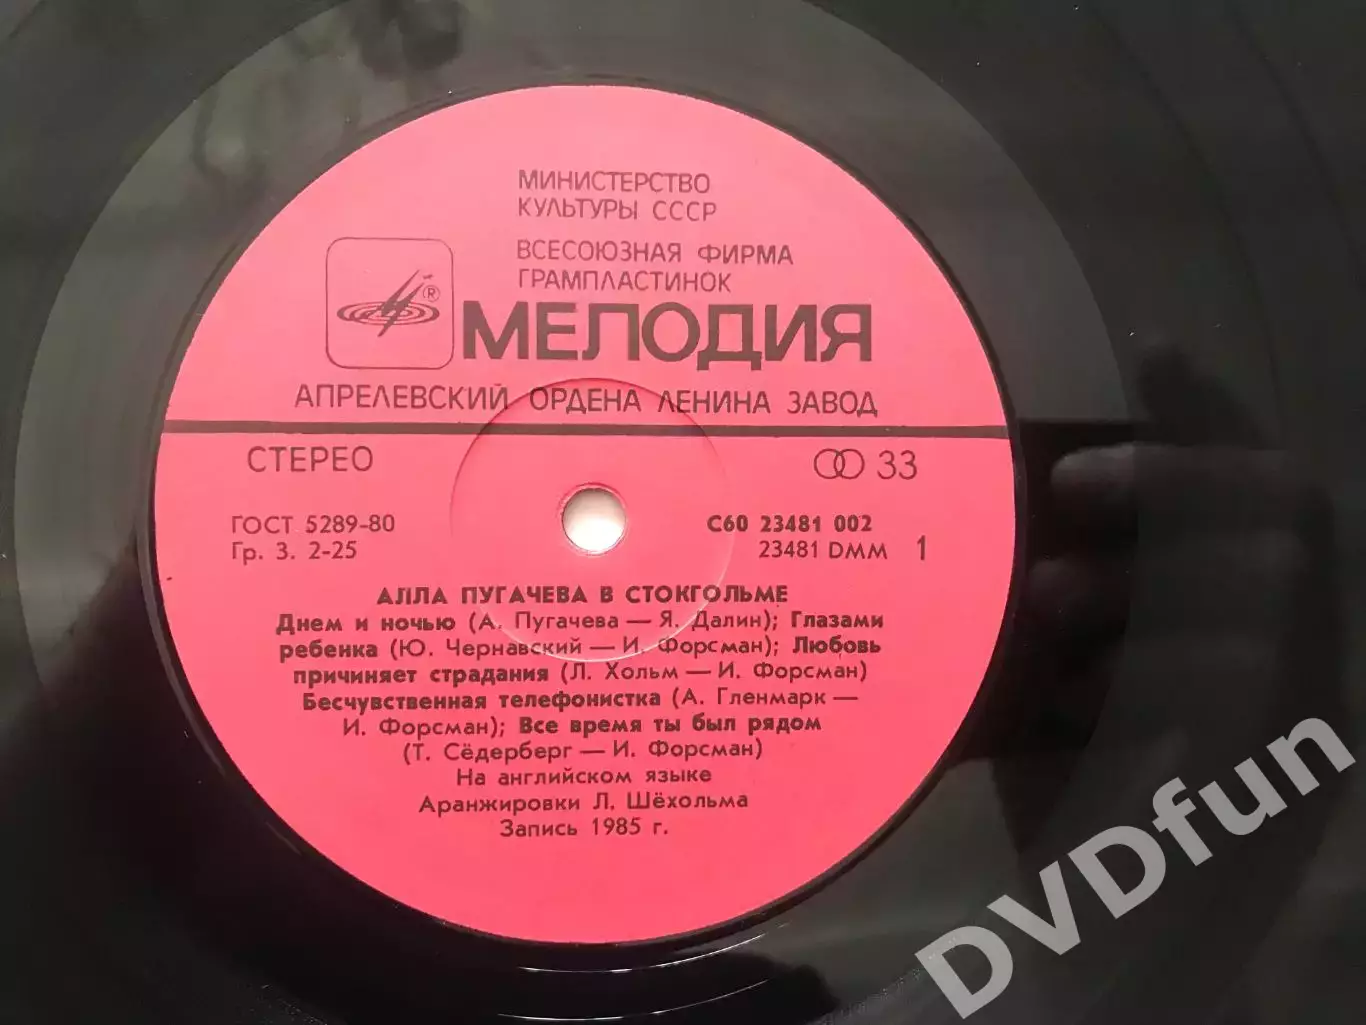 МИНИСТЕРСТВО
КУЛЬТУРЫ СССР
ВСЕСОЮЗНАЯ ФИРМА
ГРАМПЛАСТИНОК
®
МЕЛОДИЯ
АПРЕЛЕВСКИЙ ОРДЕНА ЛЕНИНА ЗАВОД
СТЕРЕО 33
ГОСТ 5289-80 С60 23481 002
Гр. 3. 2-25 23481 DMM 1
АЛЛА ПУГАЧЕВА В СТОКГОЛЬМЕ
Днем и ночью (А. Пугачева — Я. Далин); Глазами
ребенка (Ю. Чернавский — И. Форсман); Любовь
причиняет страдания (Л. Хольм — И. Форсман)
Бесчувственная телефонистка (А. Гленмарк —
И. Форсман); Все время ты был рядом
(Т. Сёдерберг — И. Форсман)
На английском языке
Аранжировки Л. Шёхольма
Запись 1985 г.
DVDfun